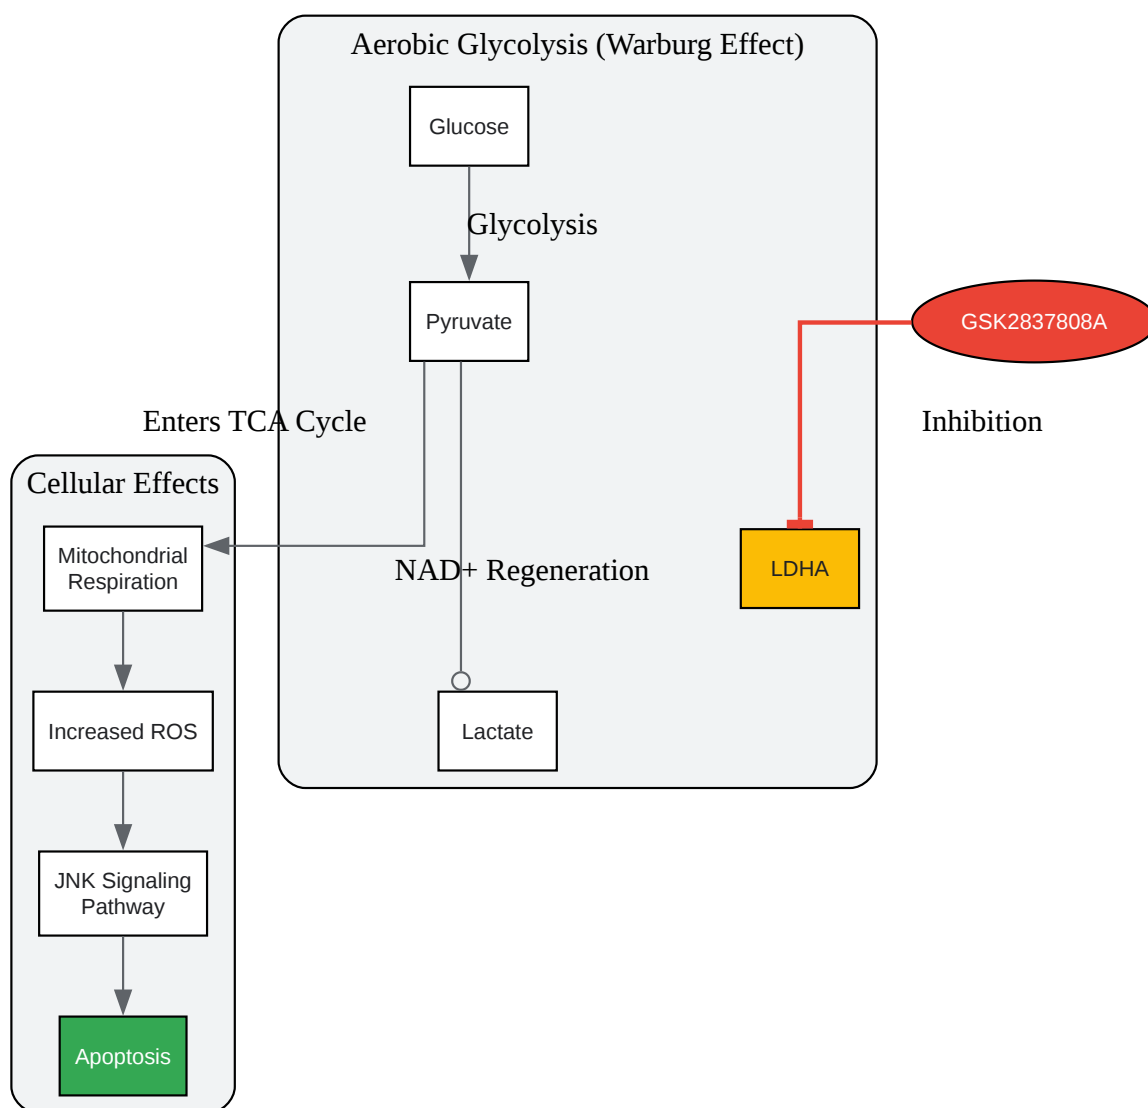 Aerobic Glycolysis (Warburg Effect)
Glucose
Glycolysis
Pyruvate
GSK2837808A
Enters TCA Cycle
Inhibition
Cellular Effects
Mitochondrial
Respiration
NAD+ Regeneration
LDHA
Increased ROS
Lactate
JNK Signaling
Pathway
Apoptosis